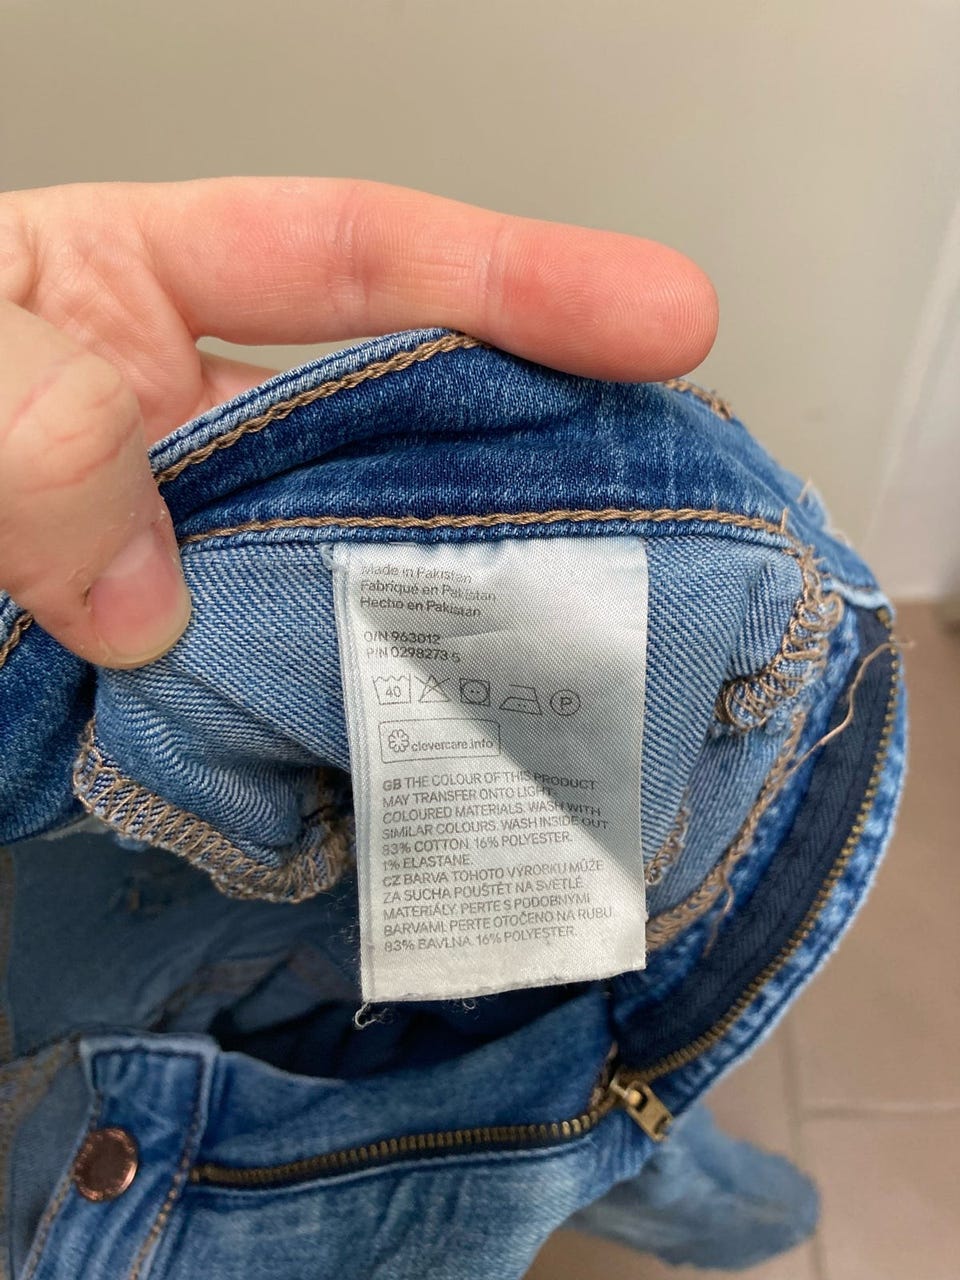 Made in Pakistan
Fabriqué en Pakistan
Hecho en Pakistan
O/N 963012
P/N 0298273 5
40 P
clevercare.info
GB THE COLOUR OF THIS PRODUCT
MAY TRANSFER ONTO LIGHT
COLOURED MATERIALS. WASH WITH
SIMILAR COLOURS. WASH INSIDE OUT
83% COTTON. 16% POLYESTER.
1% ELASTANE.
CZ BARVA TOHOTO VÝROBKU MŮŽE
ZA SUCHA POUŠTĚT NA SVĚTLÉ
MATERIÁLY. PERTE S PODOBNÝMI
BARVAMI. PERTE OTOČENO NA RUBU.
83% BAVLNA. 16% POLYESTER.